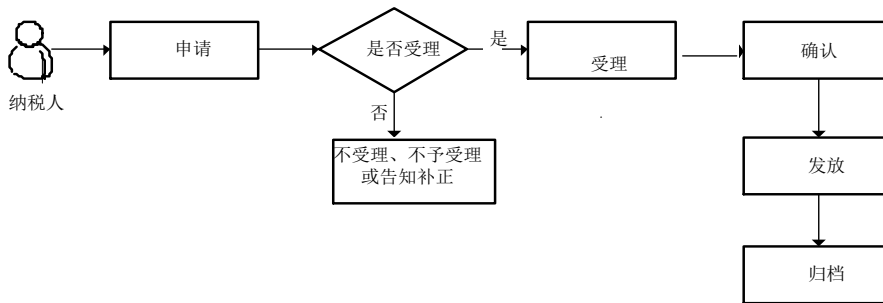 纳税人
申请
是否受理
是
受理
确认
否
不受理、不予受理
或告知补正
发放
归档